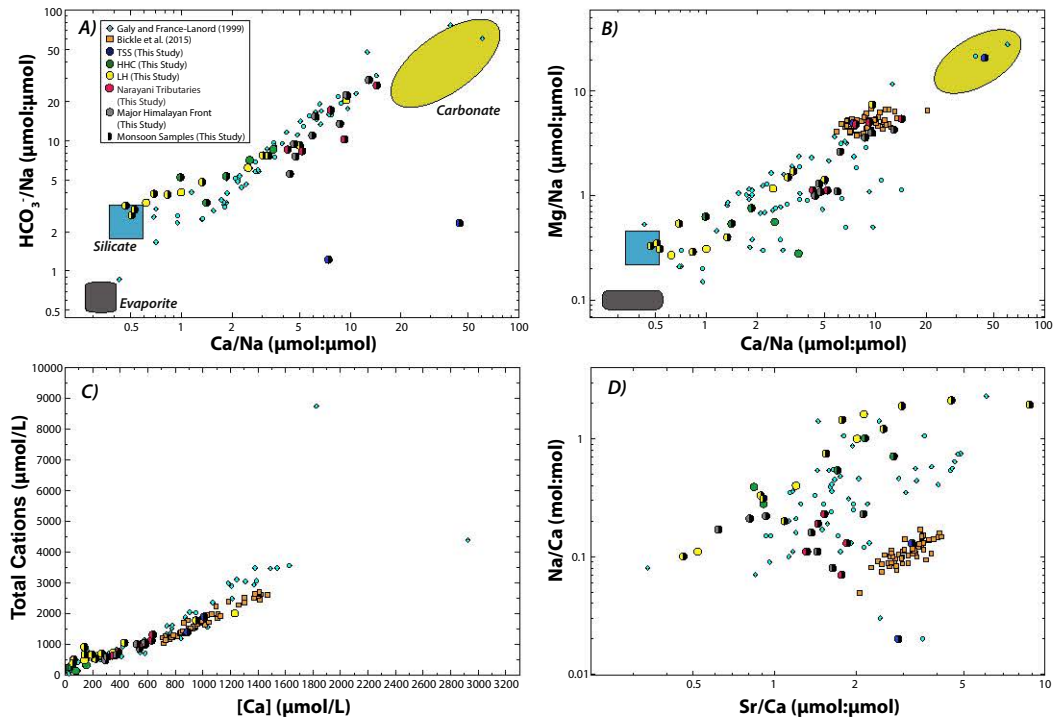 A)
Galy and France-Lanord (1999)
Bickle et al. (2015)
TSS (This Study)
HHC (This Study)
LH (This Study)
Narayani Tributaries
(This Study)
Major Himalayan Front
(This Study)
Monsoon Samples (This Study)
Carbonate
Silicate
Evaporite
100
50
20
10
5
2
1
0.5
HCO3-/Na (μmol:μmol)
0.5 1 2 5 10 20 50 100
Ca/Na (μmol:μmol)
B)
100
10
1
0.1
Mg/Na (μmol:μmol)
0.5 1 2 5 10 20 50 100
Ca/Na (μmol:μmol)
C)
10000
9000
8000
7000
6000
5000
4000
3000
2000
1000
0
Total Cations (μmol/L)
0 200 400 600 800 1000 1200 1400 1600 1800 2000 2200 2400 2600 2800 3000 3200
[Ca] (μmol/L)
D)
1
0.1
0.01
Na/Ca (mol:mol)
0.5 1 2 5 10
Sr/Ca (μmol:μmol)